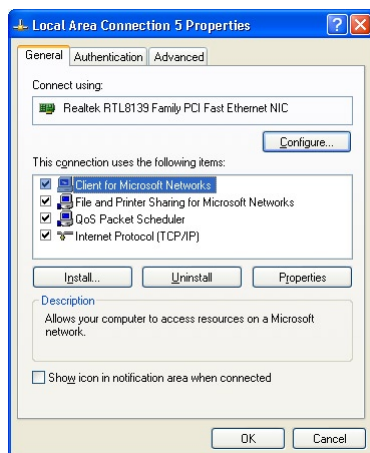 Local Area Connection 5 Properties
General Authentication Advanced
Connect using:
Realtek RTL8139 Family PCI Fast Ethernet NIC
Configure...
This connection uses the following items:
Client for Microsoft Networks
File and Printer Sharing for Microsoft Networks
QoS Packet Scheduler
Internet Protocol (TCP/IP)
Install... Uninstall Properties
Description
Allows your computer to access resources on a Microsoft
network.
Show icon in notification area when connected
OK Cancel